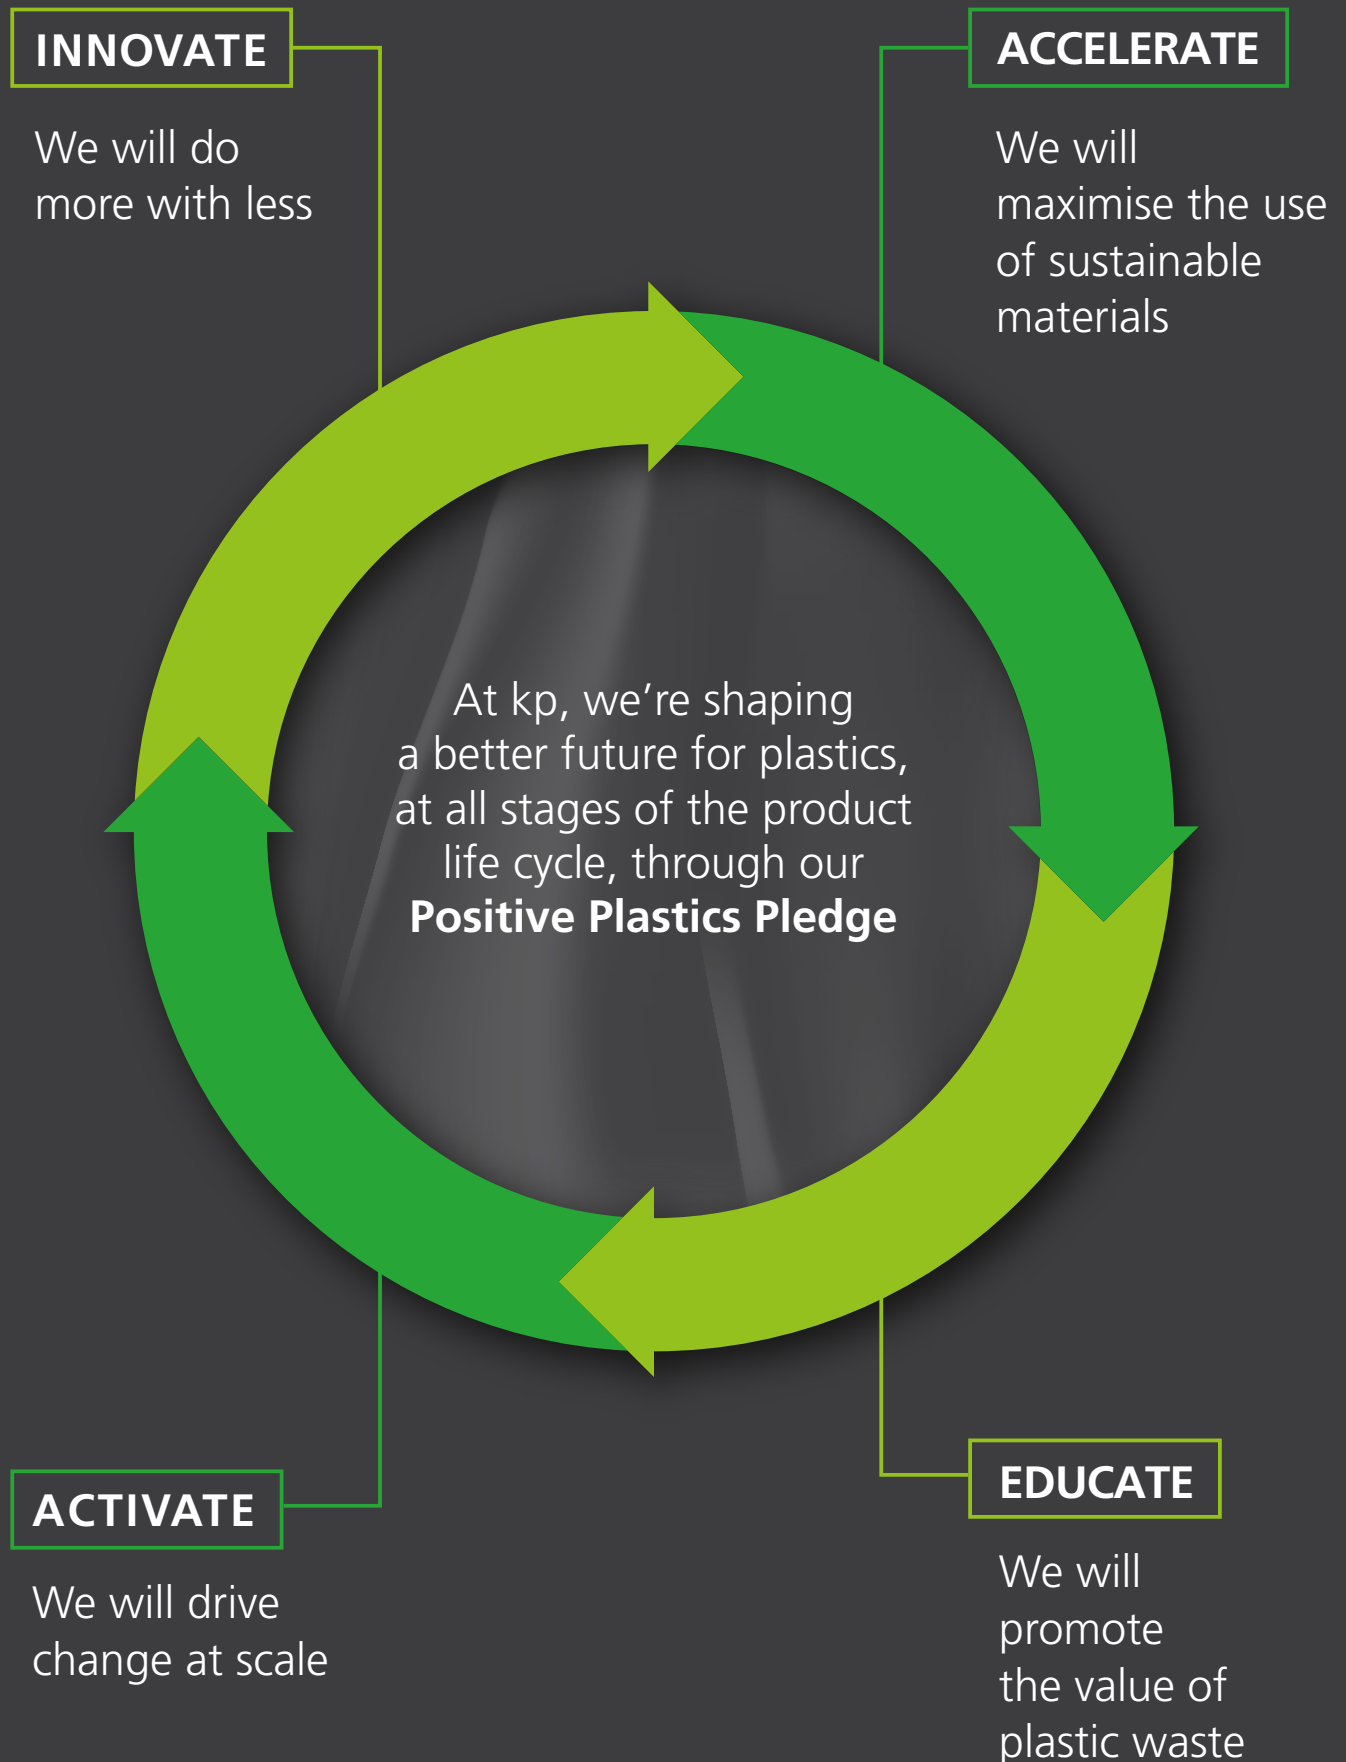 INNOVATE
We will do
more with less
ACCELERATE
We will
maximise the use
of sustainable
materials
At kp, we’re shaping
a better future for plastics,
at all stages of the product
life cycle, through our
Positive Plastics Pledge
ACTIVATE
We will drive
change at scale
EDUCATE
We will
promote
the value of
plastic waste